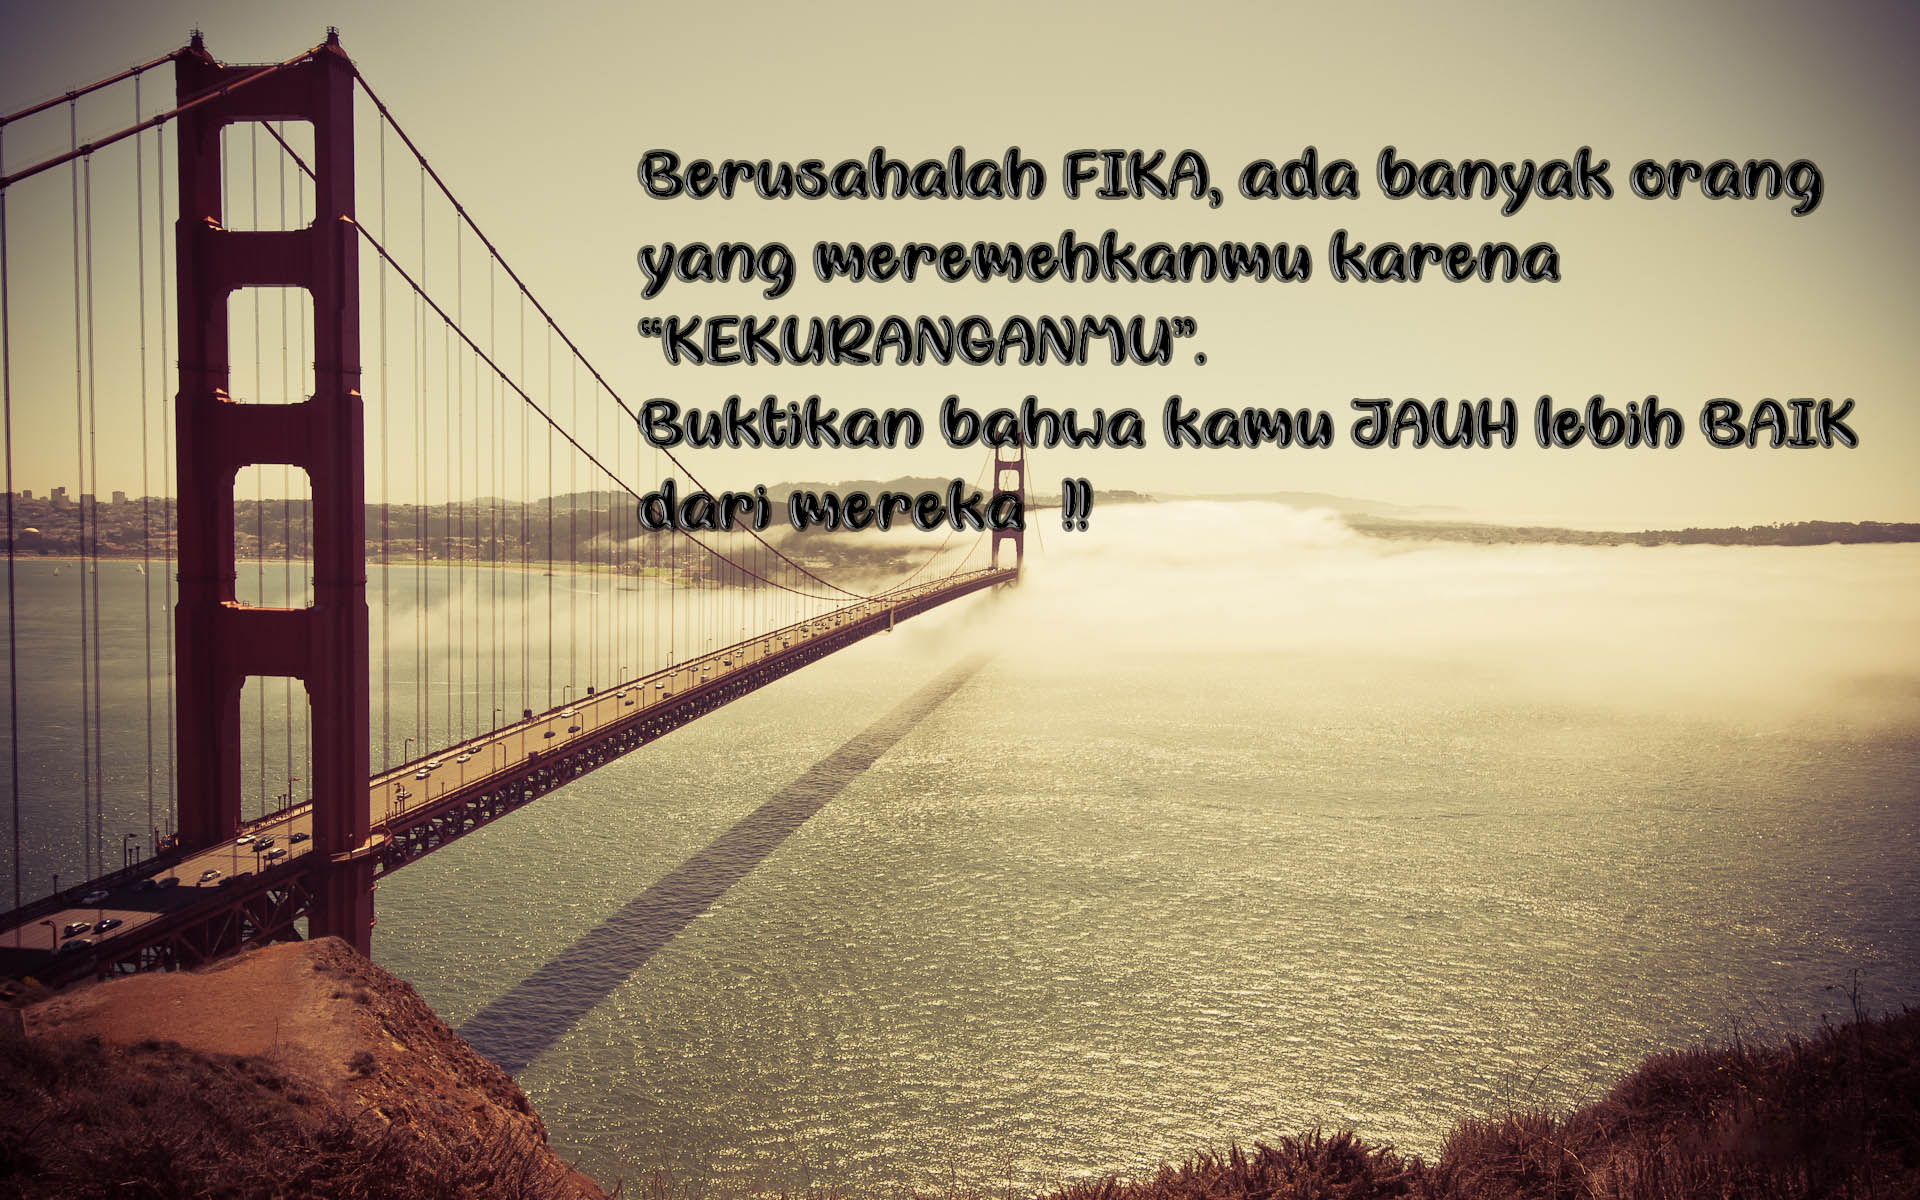 Berusahalah FIKA, ada banyak orang
yang meremehkanmu karena
“KEKURANGANMU”.
Buktikan bahwa kamu JAUH lebih BAIK
dari mereka !!